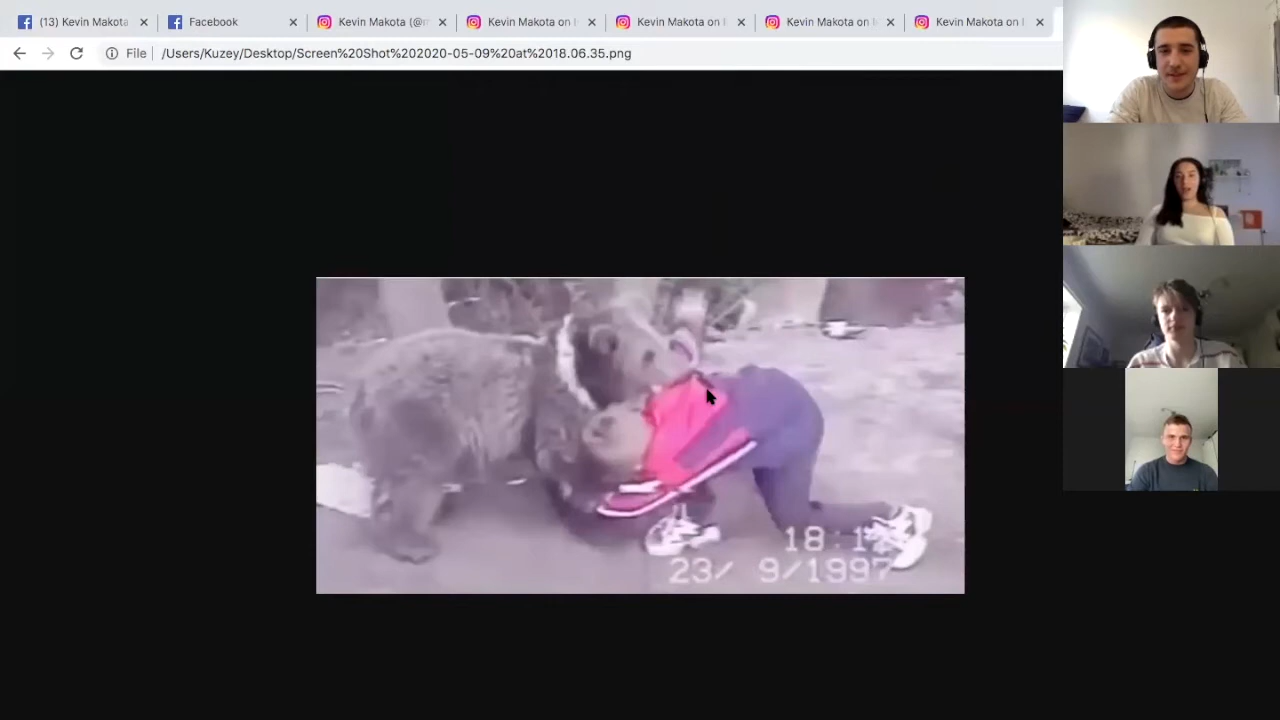 (13) Kevin Makota
Facebook
Kevin Makota (@m
Kevin Makota on I
Kevin Makota on I
Kevin Makota on
Kevin Makota on I
File
/Users/Kuzey/Desktop/Screen%20Shot%202020-05-09%20at%2018.06.35.png
23/ 9/1997